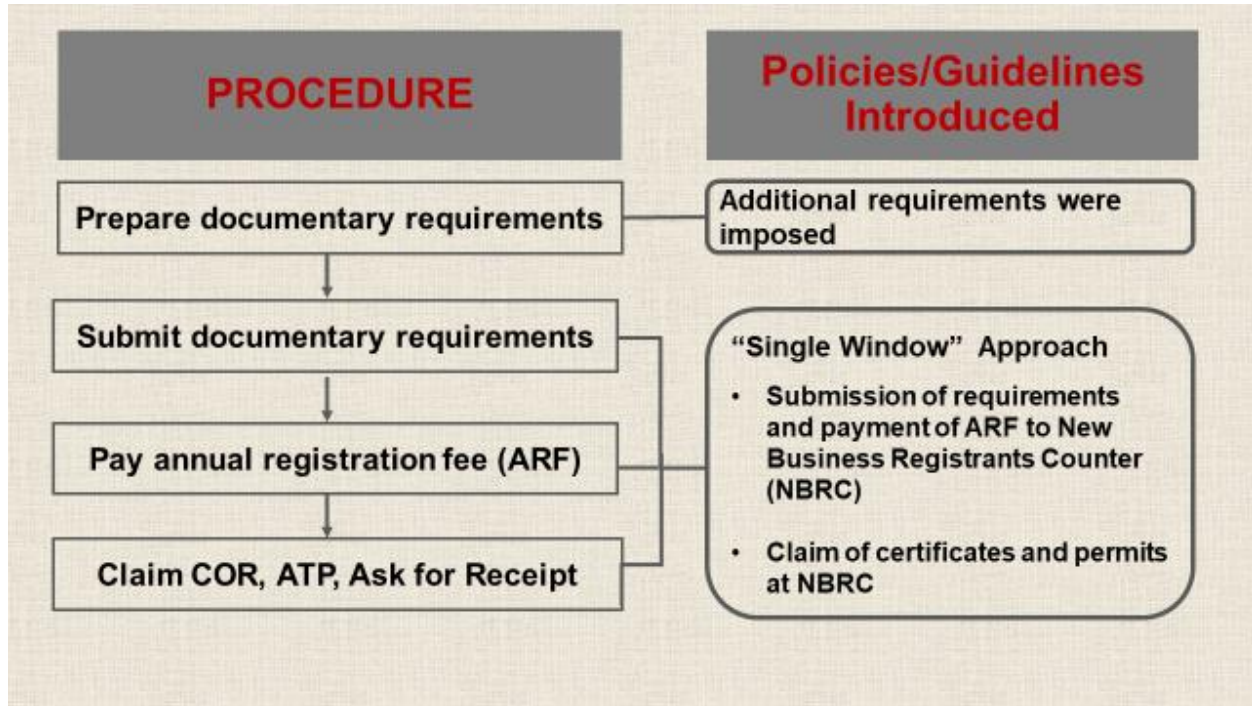 PROCEDURE
Policies/Guidelines
Introduced
Prepare documentary requirements
Additional requirements were
imposed
Submit documentary requirements
Pay annual registration fee (ARF)
Claim COR, ATP, Ask for Receipt
“Single Window” Approach
• Submission of requirements
and payment of ARF to New
Business Registrants Counter
(NBRC)
• Claim of certificates and permits
at NBRC